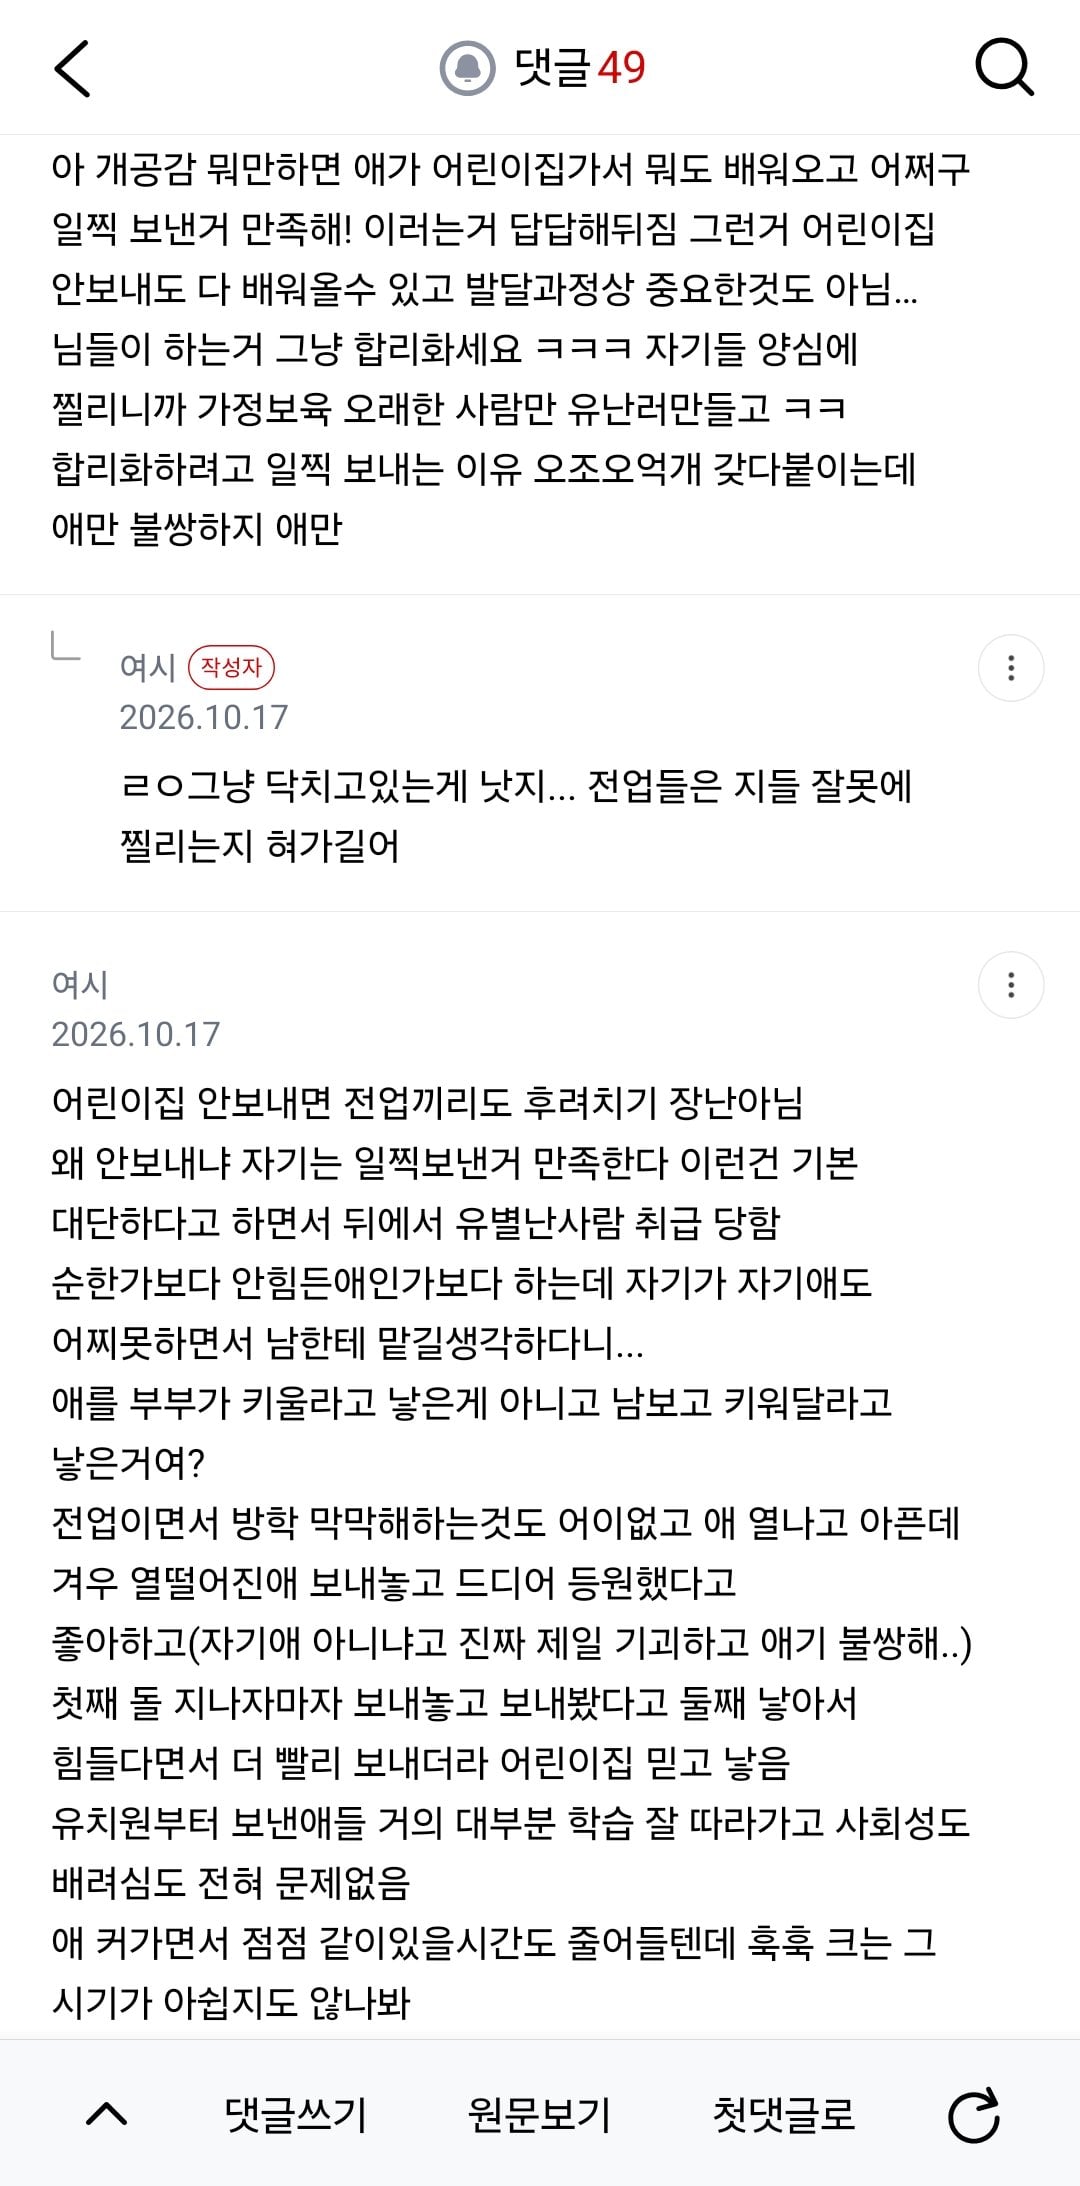 댓글 49
아 개공감 뭐만하면 애가 어린이집가서 뭐도 배워오고 어쩌구
일찍 보낸거 만족해! 이러는거 답답해뒤짐 그런거 어린이집
안보내도 다 배워올수 있고 발달과정상 중요한것도 아님...
님들이 하는거 그냥 합리화세요 ㅋㅋㅋ 자기들 양심에
찔리니까 가정보육 오래한 사람만 유난러만들고 ㅋㅋ
합리화하려고 일찍 보내는 이유 오조오억개 갖다붙이는데
애만 불쌍하지 애만
여시 작성자
2026.10.17
ㄹㅇ그냥 닥치고있는게 낫지... 전업들은 지들 잘못에
찔리는지 혀가길어
여시
2026.10.17
어린이집 안보내면 전업끼리도 후려치기 장난아님
왜 안보내냐 자기는 일찍보낸거 만족한다 이런건 기본
대단하다고 하면서 뒤에서 유별난사람 취급 당함
순한가보다 안힘든애인가보다 하는데 자기가 자기애도
어찌못하면서 남한테 맡길생각하다니...
애를 부부가 키울라고 낳은게 아니고 남보고 키워달라고
낳은거여?
전업이면서 방학 막막해하는것도 어이없고 애 열나고 아픈데
겨우 열떨어진애 보내놓고 드디어 등원했다고
좋아하고(자기애 아니냐고 진짜 제일 기괴하고 애기 불쌍해..)
첫째 돌 지나자마자 보내놓고 보내봤다고 둘째 낳아서
힘들다면서 더 빨리 보내더라 어린이집 믿고 낳음
유치원부터 보낸애들 거의 대부분 학습 잘 따라가고 사회성도
배려심도 전혀 문제없음
애 커가면서 점점 같이있을시간도 줄어들텐데 훅훅 크는 그
시기가 아쉽지도 않나봐
댓글쓰기 원문보기 첫댓글로